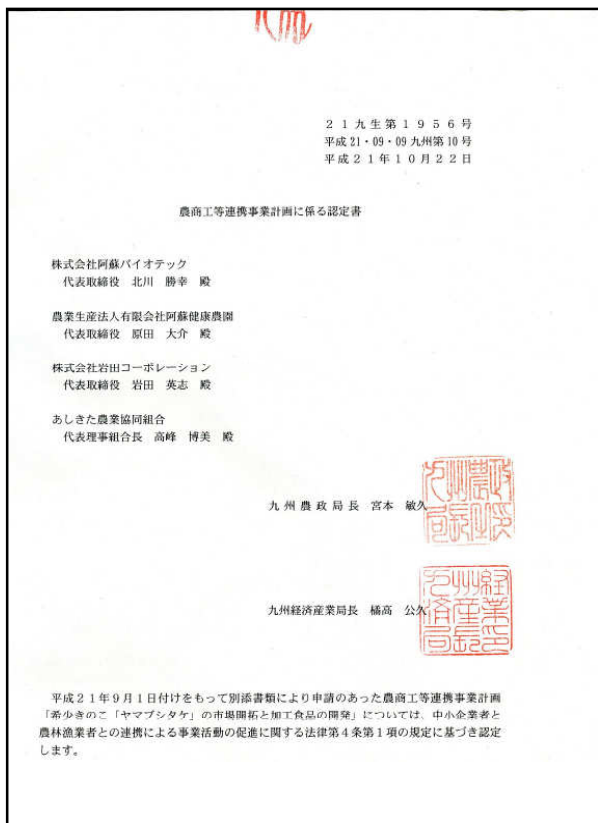 21九生第1956号
平成21・09・09九州第10号
平成21年10月22日
農商工等連携事業計画に係る認定書
株式会社阿蘇バイオテック
代表取締役 北川 勝幸 殿
農業生産法人有限会社阿蘇健康農園
代表取締役 原田 大介 殿
株式会社岩田コーポレーション
代表取締役 岩田 英志 殿
あしきた農業協同組合
代表理事組合長 高峰 博美 殿
九州農政局長 宮本 敏久
九州経済産業局長 橘高 公久
平成21年9月1日付けをもって別添書類により申請のあった農商工等連携事業計画
「希少きのこ「ヤマブシタケ」の市場開拓と加工食品の開発」については、中小企業者と
農林漁業者との連携による事業活動の促進に関する法律第4条第1項の規定に基づき認定
します。